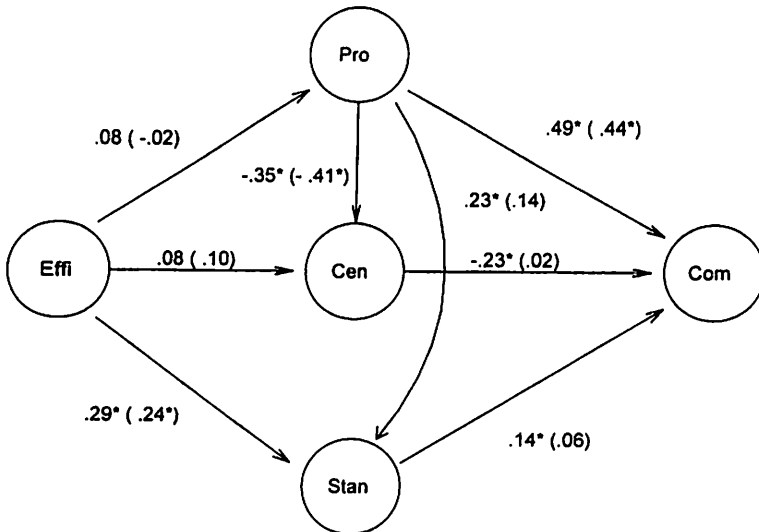 Pro
.08 ( -.02)
.49* ( .44*)
-.35* (- .41*)
.23* (.14)
Effi
.08 ( .10)
Cen
-.23* (.02)
Com
.29* ( .24*)
.14* (.06)
Stan